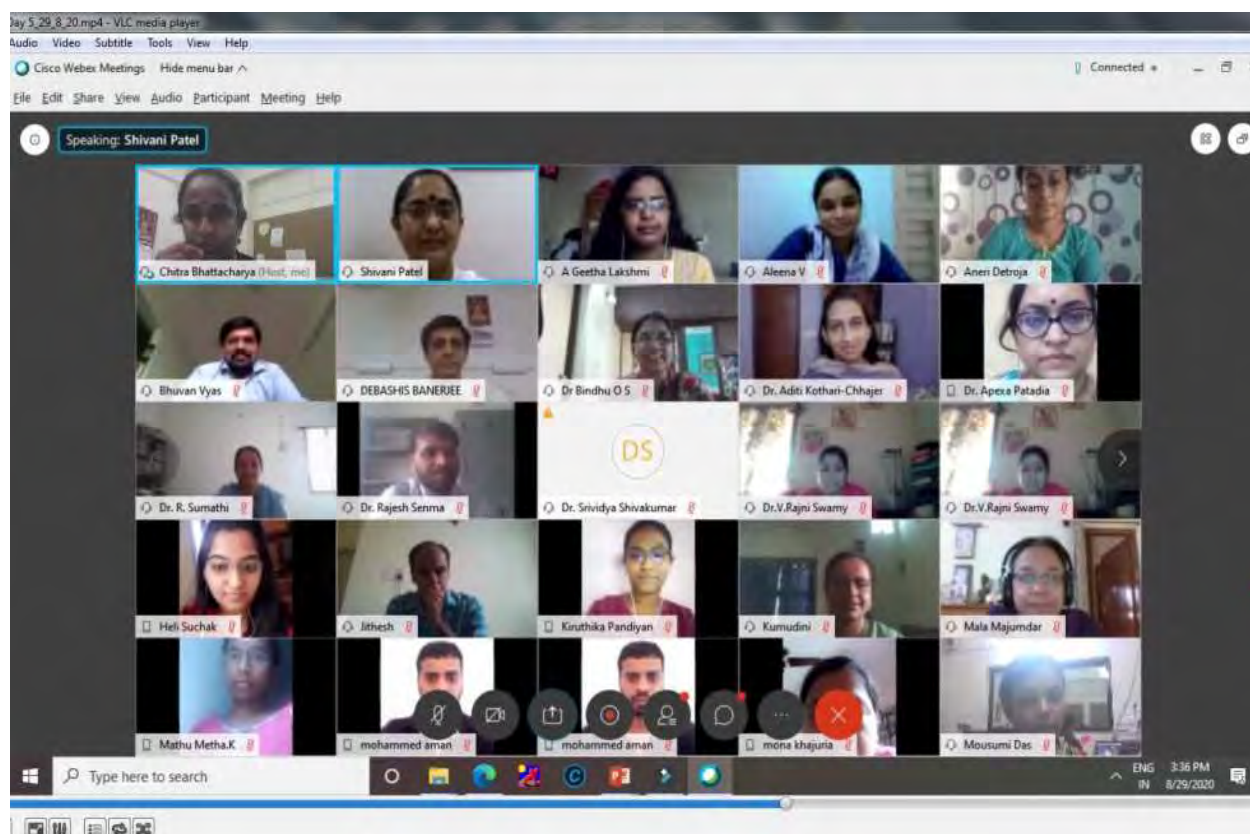 Day 5_29_8_20.mp4 - VLC media player
Audio Video Subtitle Tools View Help
Cisco Webex Meetings Hide menu bar
Connected
File Edit Share View Audio Participant Meeting Help
Speaking: Shivani Patel
Chitra Bhattacharya (Host, me) Shivani Patel A Geetha Lakshmi Aleena V Aneri Detroja
Bhuvan Vyas DEBASHIS BANERJEE Dr Bindhu O S Dr. Aditi Kothari-Chhajer Dr. Apexa Patadia
DS
Dr. R. Sumathi Dr. Rajesh Senma Dr. Srividya Shivakumar Dr.V.Rajni Swamy Dr.V.Rajni Swamy
Heli Suchak Jithesh Kiruthika Pandiyan Kumudini Mala Majumdar
Mathu Metha.K mohammed aman mohammed aman mona khajuria Mousumi Das
Type here to search
ENG 3:36 PM
IN 8/29/2020